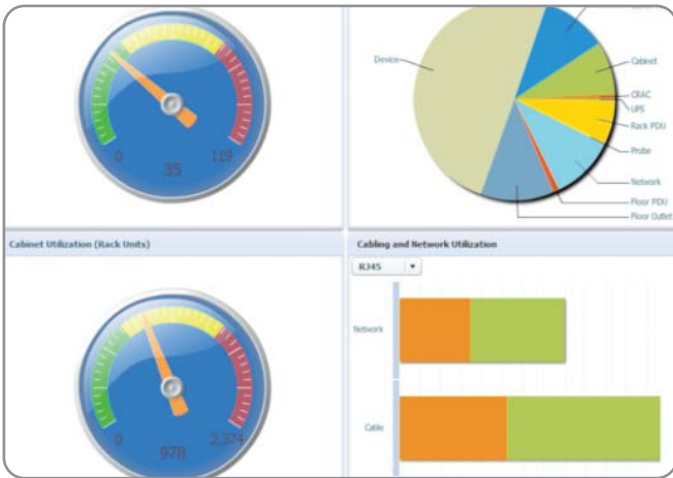 0
35
119
Device
Cabinet
CRAC
UPS
Rack PDU
Probe
Network
Floor PDU
Floor Outlet
Cabinet Utilization (Rack Units)
0
978
2,374
Cabling and Network Utilization
RJ45
Network
Cable